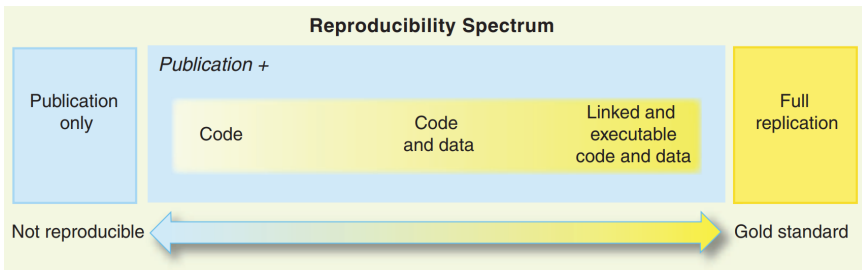 Reproducibility Spectrum
Publication only
Publication +
Code
Code
and data
Linked and
executable
code and data
Full
replication
Not reproducible
Gold standard